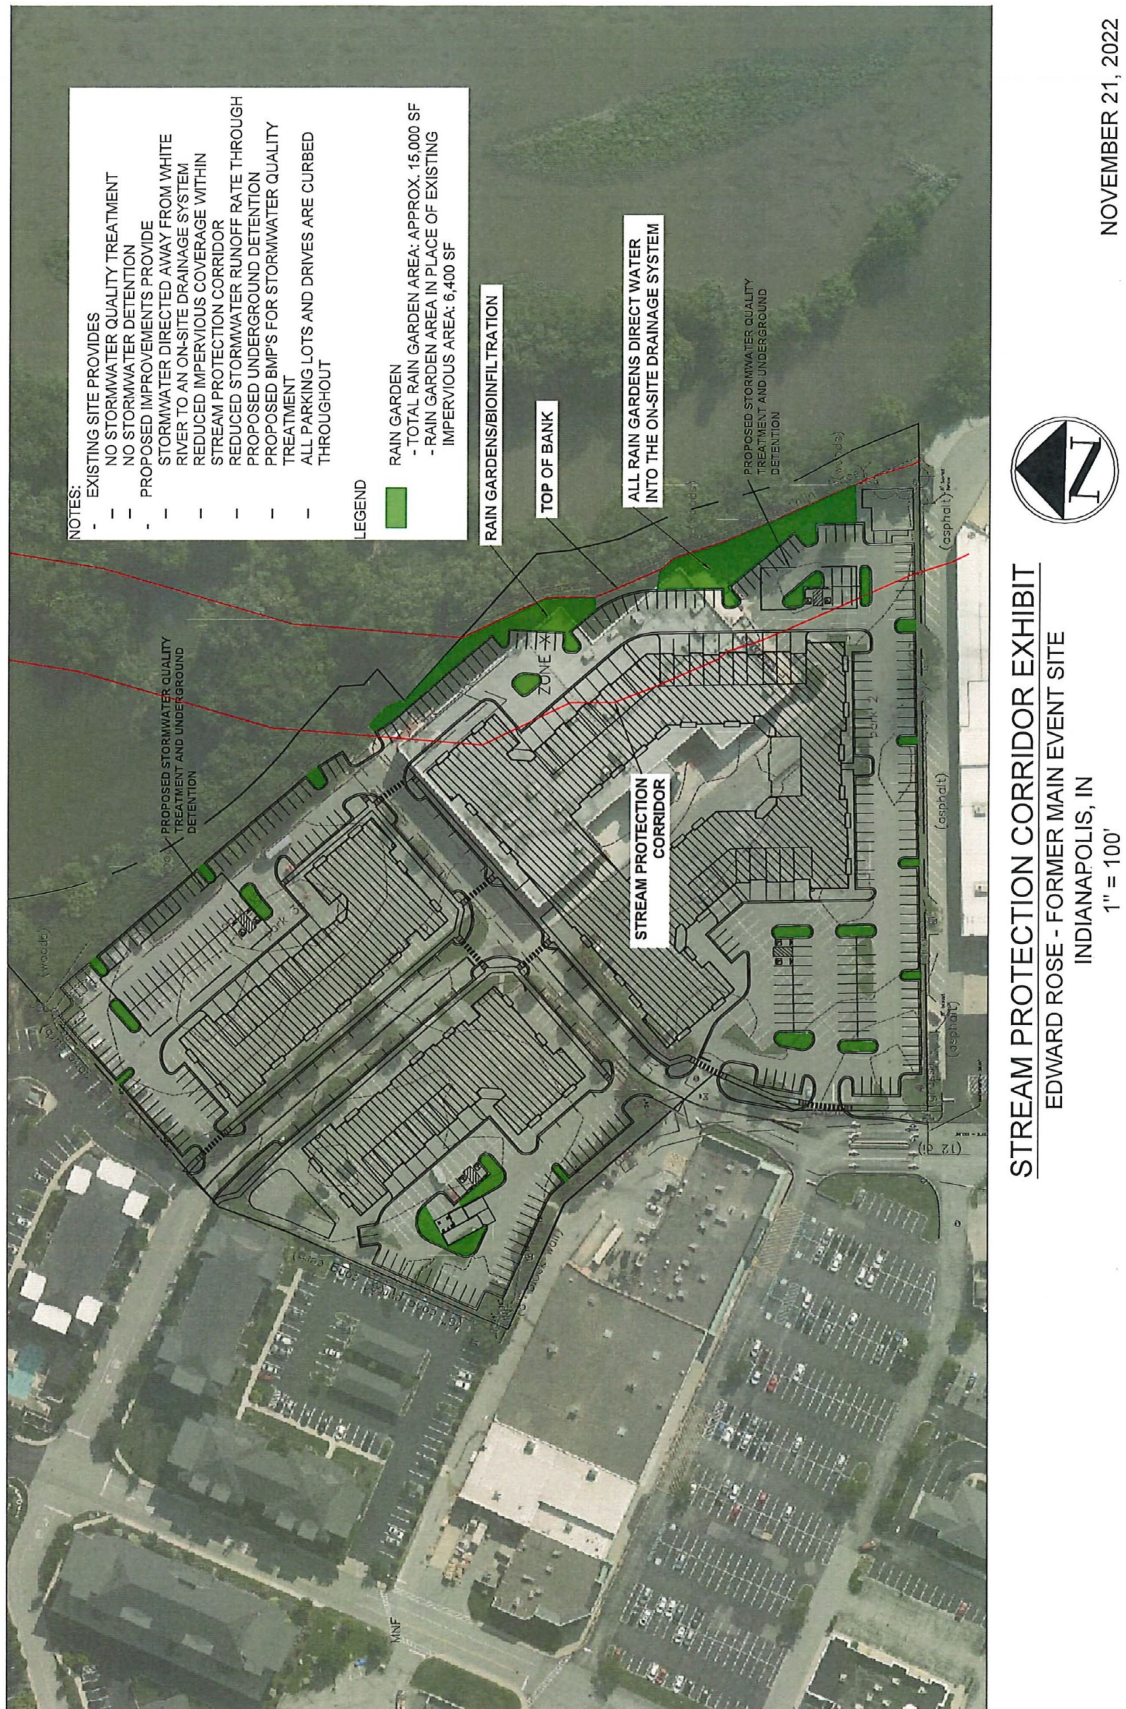 NOTES:
- EXISTING SITE PROVIDES
- NO STORMWATER QUALITY TREATMENT
- NO STORMWATER DETENTION
- PROPOSED IMPROVEMENTS PROVIDE
- STORMWATER DIRECTED AWAY FROM WHITE
RIVER TO AN ON-SITE DRAINAGE SYSTEM
- REDUCED IMPERVIOUS COVERAGE WITHIN
STREAM PROTECTION CORRIDOR
- REDUCED STORMWATER RUNOFF RATE THROUGH
PROPOSED UNDERGROUND DETENTION
- PROPOSED BMP'S FOR STORMWATER QUALITY
TREATMENT
- ALL PARKING LOTS AND DRIVES ARE CURBED
THROUGHOUT
LEGEND
RAIN GARDEN
- TOTAL RAIN GARDEN AREA: APPROX. 15,000 SF
- RAIN GARDEN AREA IN PLACE OF EXISTING
IMPERVIOUS AREA: 6,400 SF
RAIN GARDENS/BIOINFILTRATION
TOP OF BANK
ALL RAIN GARDENS DIRECT WATER
INTO THE ON-SITE DRAINAGE SYSTEM
PROPOSED STORMWATER QUALITY
TREATMENT AND UNDERGROUND
DETENTION
PROPOSED STORMWATER QUALITY
TREATMENT AND UNDERGROUND
DETENTION
ZONE X
STREAM PROTECTION
CORRIDOR
(asphalt)
(asphalt)
(asphalt)
MNF
N
STREAM PROTECTION CORRIDOR EXHIBIT
EDWARD ROSE - FORMER MAIN EVENT SITE
INDIANAPOLIS, IN
1" = 100'
NOVEMBER 21, 2022